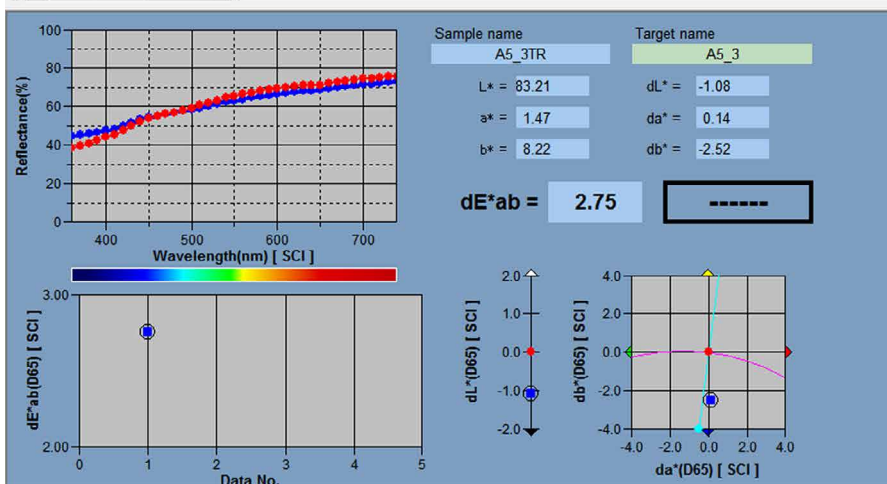 100
80
60
40
20
0
Reflectance(%)
400 500 600 700
Wavelength(nm) [ SCI ]
Sample name Target name
A5_3TR A5_3
L* = 83.21 dL* = -1.08
a* = 1.47 da* = 0.14
b* = 8.22 db* = -2.52
dE*ab = 2.75 ------
3.00
2.00
dE*ab(D65) [ SCI ]
0 1 2 3 4 5
Data No.
2.0
1.0
0.0
-1.0
-2.0
dL*(D65) [ SCI ]
4.0
2.0
0.0
-2.0
-4.0
db*(D65) [ SCI ]
-4.0 -2.0 0.0 2.0 4.0
da*(D65) [ SCI ]